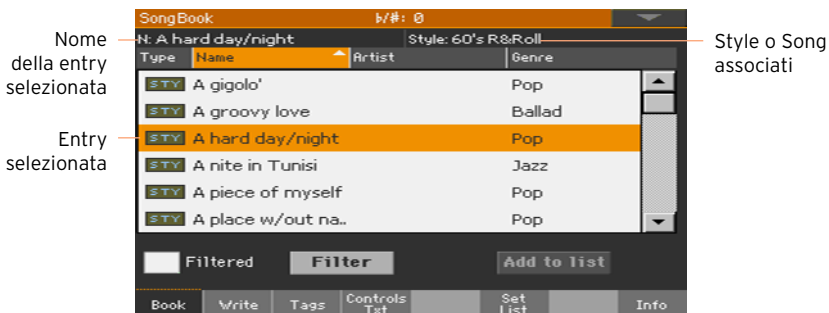 SongBook ♭/#: 0
Nome della entry selezionata
N: A hard day/night Style: 60's R&Roll
Style o Song associati
Type Name Artist Genre
STY A gigolo' Pop
STY A groovy love Ballad
Entry selezionata
STY A hard day/night Pop
STY A nite in Tunisi Jazz
STY A piece of myself Pop
STY A place w/out na.. Pop
Filtered Filter Add to list
Book Write Tags Controls Txt Set List Info